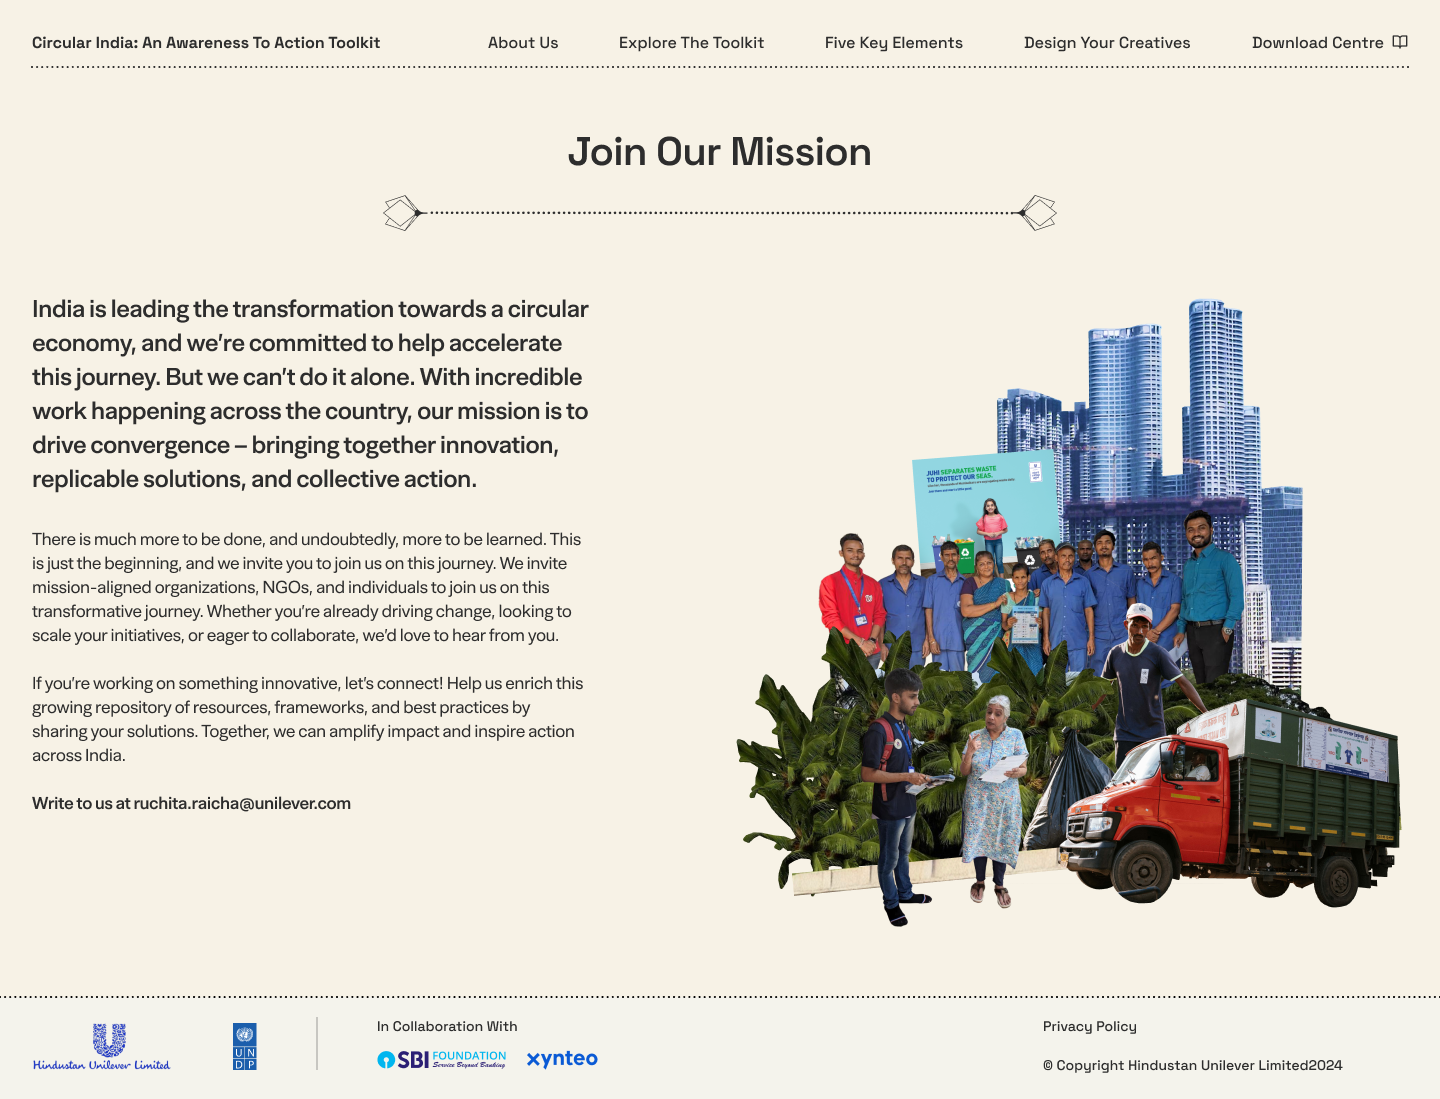 Circular India: An Awareness To Action Toolkit
About Us
Explore The Toolkit
Five Key Elements
Design Your Creatives
Download Centre
Join Our Mission
India is leading the transformation towards a circular
economy, and we’re committed to help accelerate
this journey. But we can’t do it alone. With incredible
work happening across the country, our mission is to
drive convergence – bringing together innovation,
replicable solutions, and collective action.
There is much more to be done, and undoubtedly, more to be learned. This
is just the beginning, and we invite you to join us on this journey. We invite
mission-aligned organizations, NGOs, and individuals to join us on this
transformative journey. Whether you’re already driving change, looking to
scale your initiatives, or eager to collaborate, we’d love to hear from you.
If you’re working on something innovative, let’s connect! Help us enrich this
growing repository of resources, frameworks, and best practices by
sharing your solutions. Together, we can amplify impact and inspire action
across India.
Write to us at ruchita.raicha@unilever.com
JUHI SEPARATES WASTE
TO PROTECT OUR SEAS.
Hindustan Unilever Limited
UN
DP
In Collaboration With
SBI FOUNDATION
Service Beyond Banking
xynteo
Privacy Policy
© Copyright Hindustan Unilever Limited2024